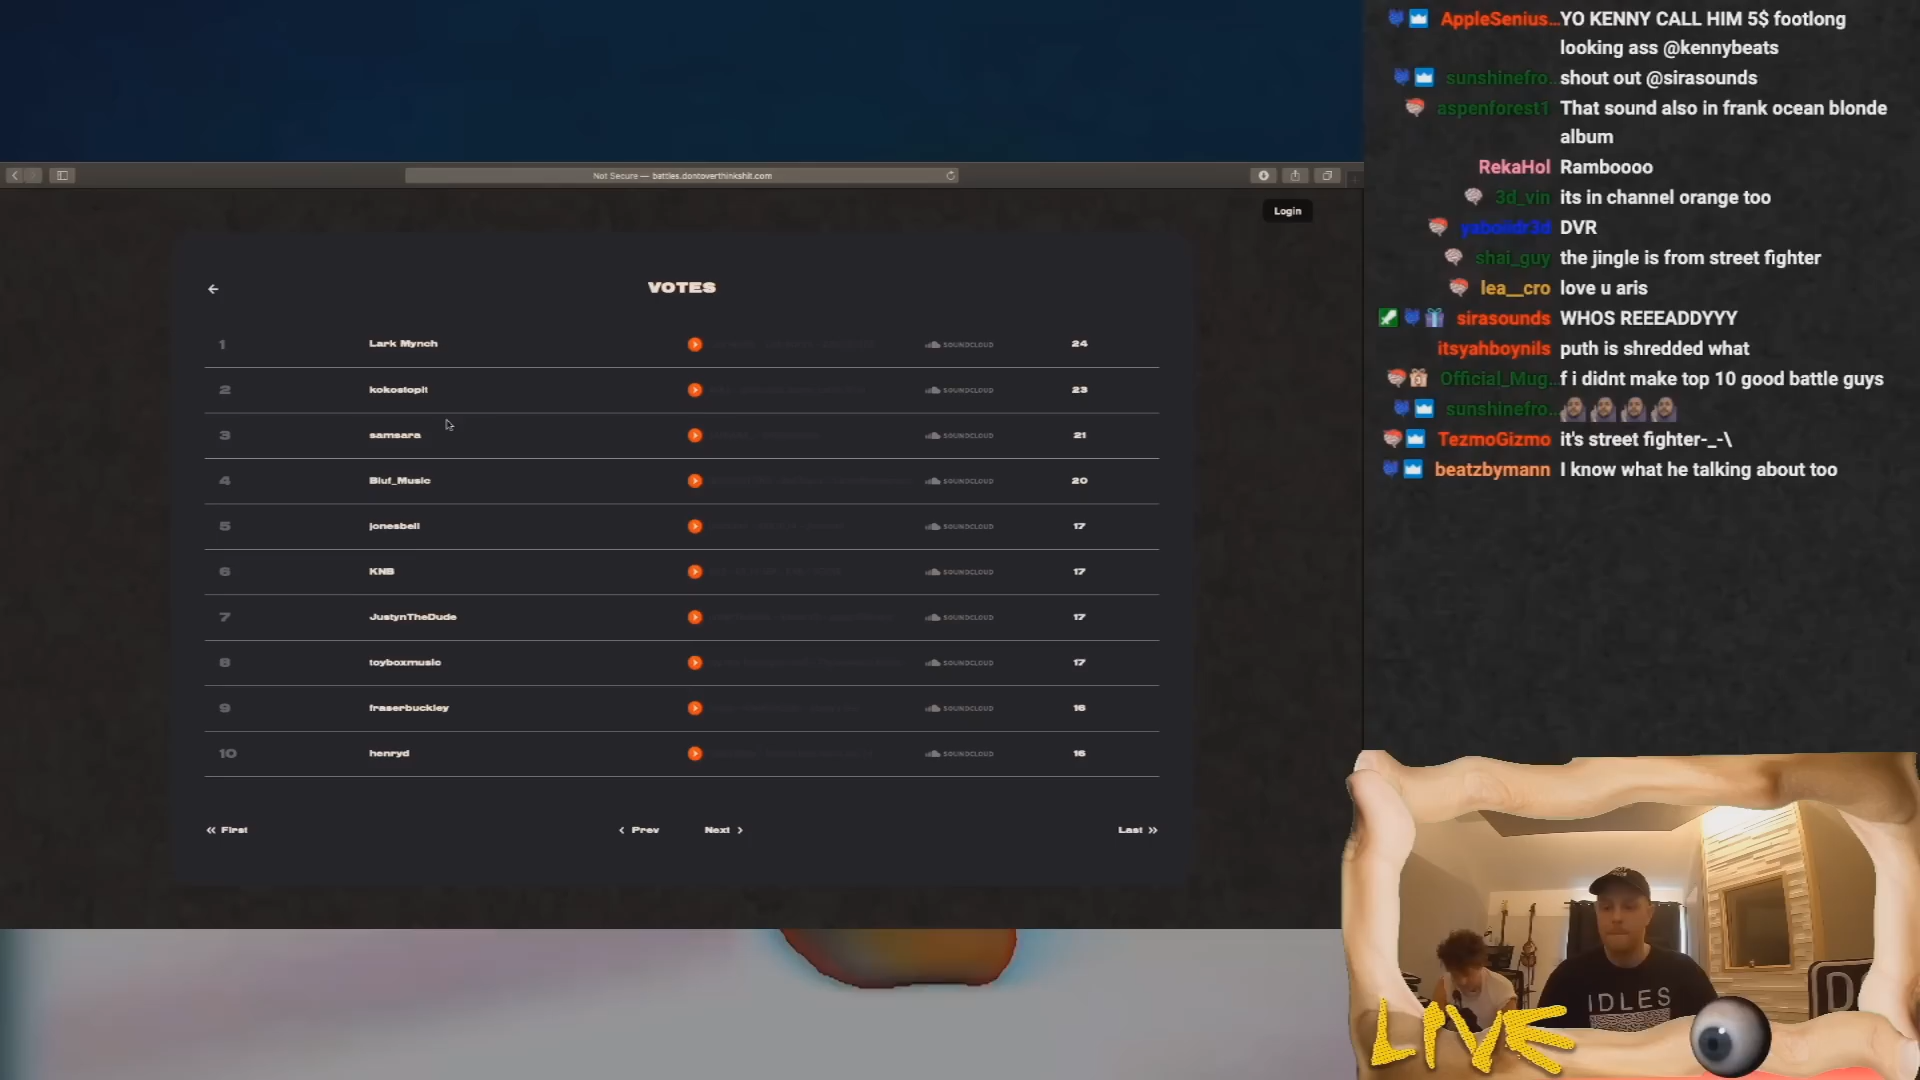 Not Secure — battles.dontoverthinkshit.com
Login
VOTES
1 Lark Mynch SOUNDCLOUD 24
2 kokostopit SOUNDCLOUD 23
3 samsara SOUNDCLOUD 21
4 Bluf_Music SOUNDCLOUD 20
5 jonesbell SOUNDCLOUD 17
6 KNB SOUNDCLOUD 17
7 JustynTheDude SOUNDCLOUD 17
8 toyboxmusic SOUNDCLOUD 17
9 fraserbuckley SOUNDCLOUD 16
10 henryd SOUNDCLOUD 16
First
Prev
Next
Last
AppleSenius... YO KENNY CALL HIM 5$ footlong
looking ass @kennybeats
sunshinefro... shout out @sirasounds
aspenforest1 That sound also in frank ocean blonde
album
RekaHol Ramboooo
3d_vin its in channel orange too
yaboiidr3d DVR
shai_guy the jingle is from street fighter
lea__cro love u aris
sirasounds WHOS REEEADDYYY
itsyahboynils puth is shredded what
Official_Mug... f i didnt make top 10 good battle guys
sunshinefro...
TezmoGizmo it's street fighter-_-\
beatzbymann I know what he talking about too
IDLES
LIVE